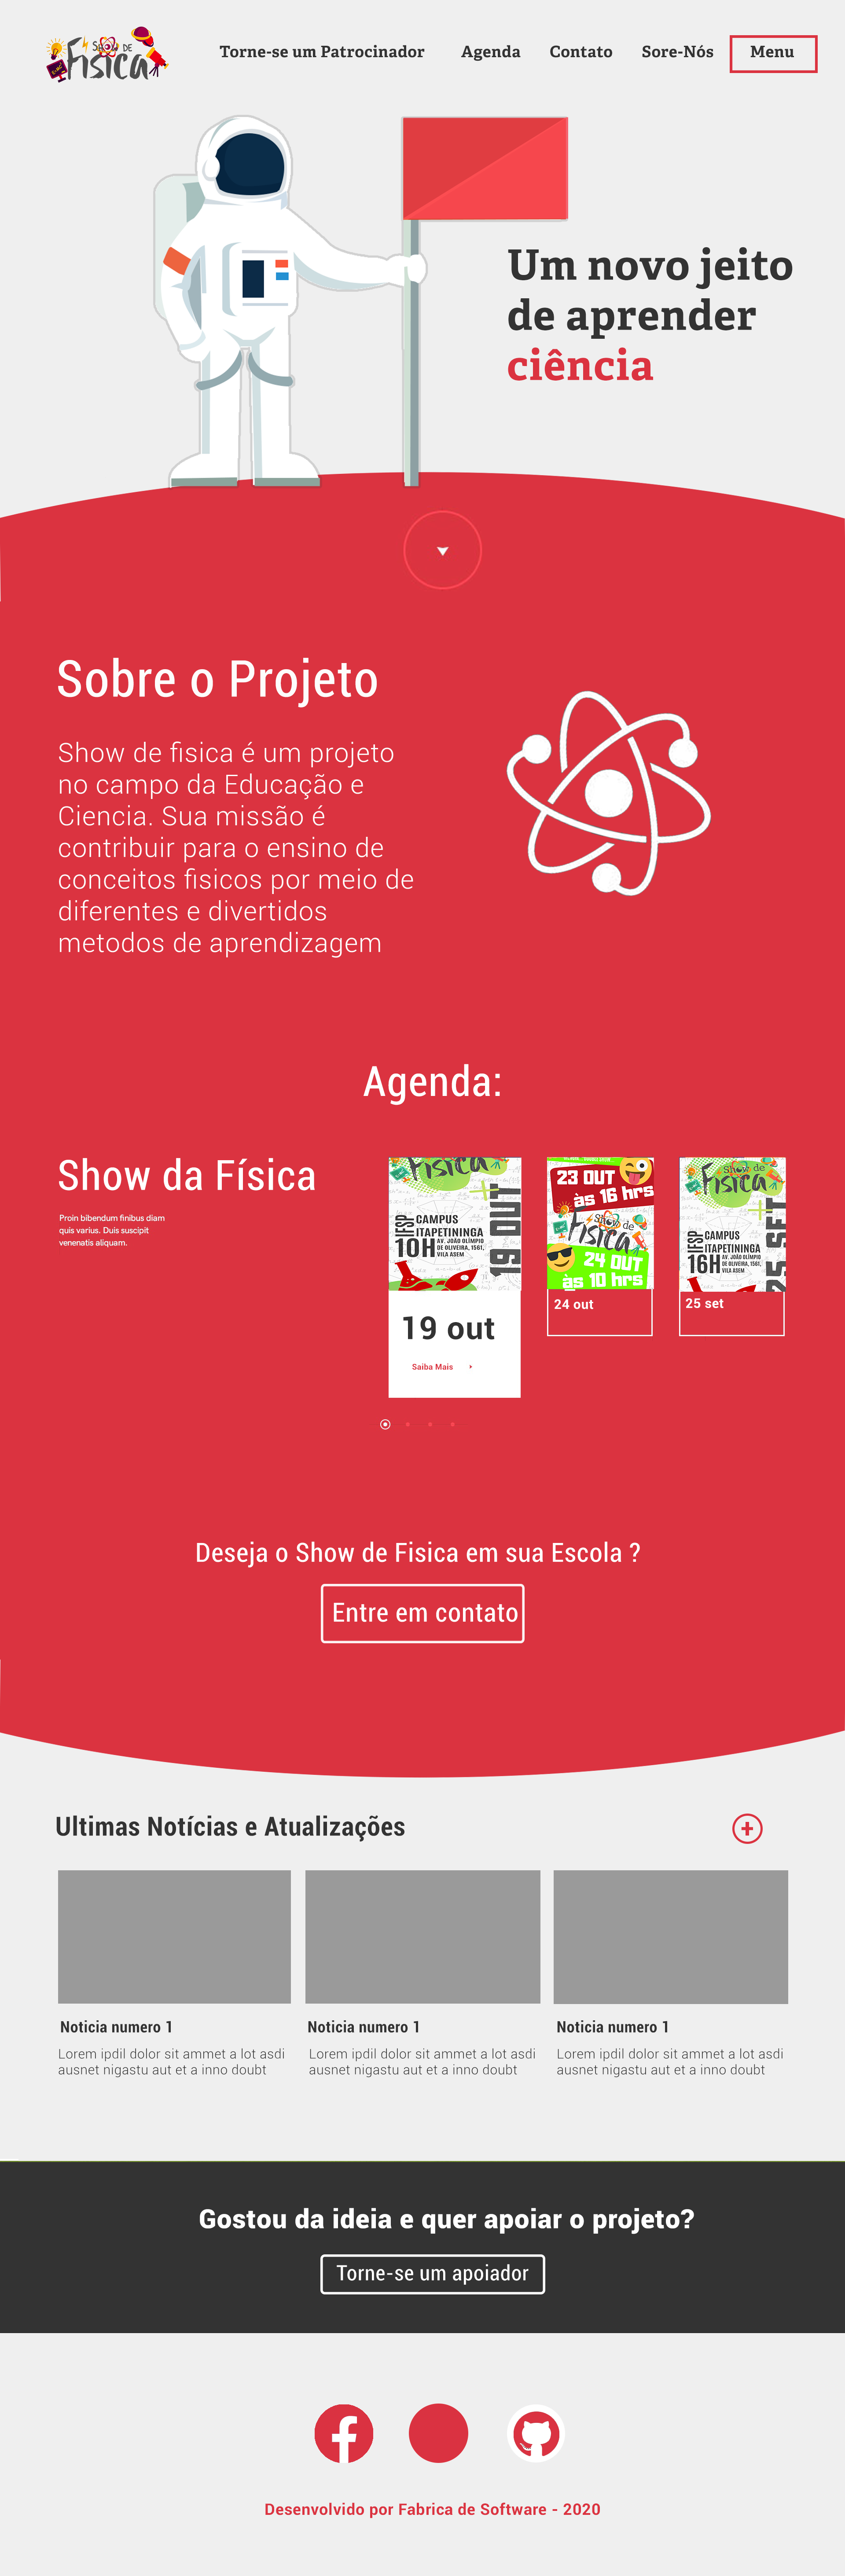 SHOW DE
Fisica
Torne-se um Patrocinador
Agenda
Contato
Sore-Nós
Menu
Um novo jeito
de aprender
ciência
Sobre o Projeto
Show de fisica é um projeto
no campo da Educação e
Ciencia. Sua missão é
contribuir para o ensino de
conceitos fisicos por meio de
diferentes e divertidos
metodos de aprendizagem
Agenda:
Show da Física
Proin bibendum finibus diam
quis varius. Duis suscipit
venenatis aliquam.
Fisica
19 OUT
IFSP
CAMPUS
ITAPETININGA
10H
AV. JOÃO OLÍMPIO
DE OLIVEIRA, 1561,
VILA ASEM
19 out
Saiba Mais
23 OUT
às 16 hrs
Show de
Fisica
24 OUT
às 10 hrs
24 out
Show de
Fisica
25 SET
IFSP
CAMPUS
ITAPETININGA
16H
AV. JOÃO OLÍMPIO
DE OLIVEIRA, 1561,
VILA ASEM
25 set
Deseja o Show de Fisica em sua Escola ?
Entre em contato
Ultimas Notícias e Atualizações
Noticia numero 1
Lorem ipdil dolor sit ammet a lot asdi
ausnet nigastu aut et a inno doubt
Noticia numero 1
Lorem ipdil dolor sit ammet a lot asdi
ausnet nigastu aut et a inno doubt
Noticia numero 1
Lorem ipdil dolor sit ammet a lot asdi
ausnet nigastu aut et a inno doubt
Gostou da ideia e quer apoiar o projeto?
Torne-se um apoiador
Desenvolvido por Fabrica de Software - 2020